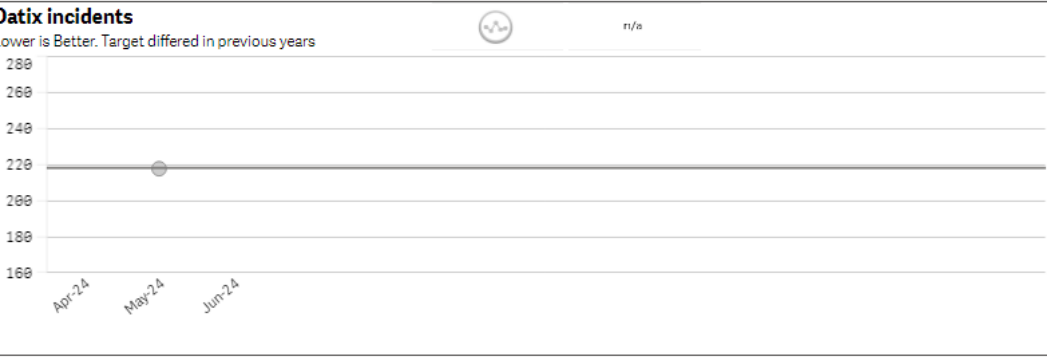 Datix incidents
Lower is Better. Target differed in previous years
n/a
280
260
240
220
200
180
160
Apr-24
May-24
Jun-24